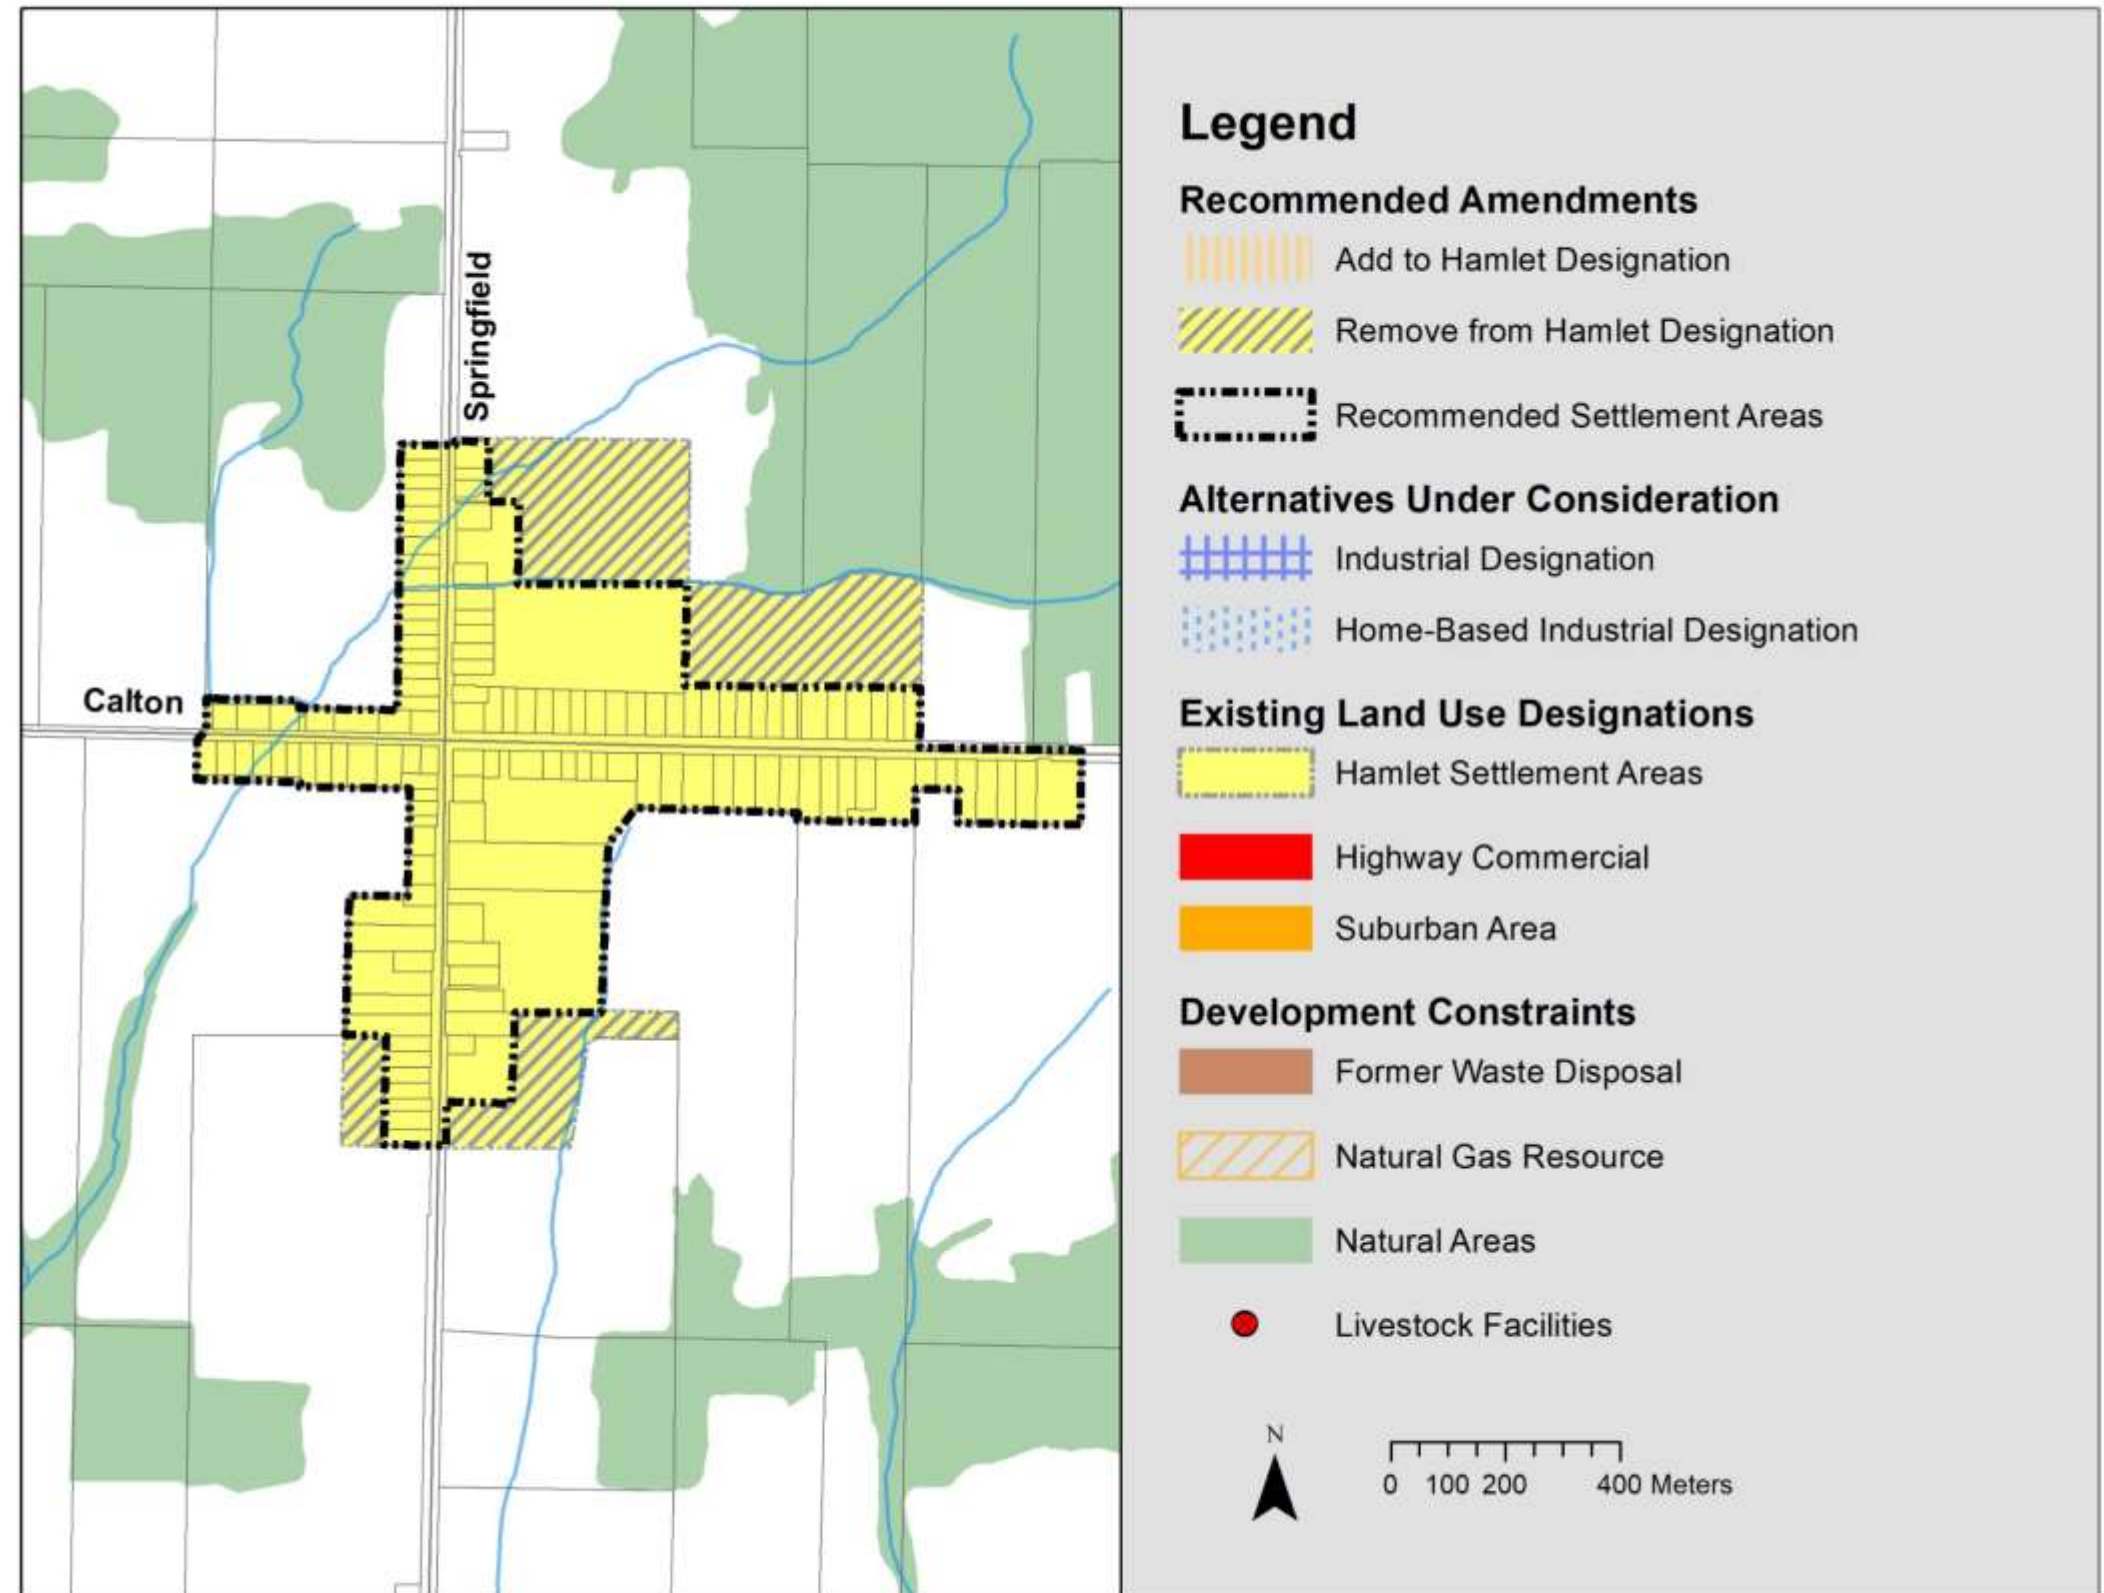 Springfield
Calton
Legend
Recommended Amendments
Add to Hamlet Designation
Remove from Hamlet Designation
Recommended Settlement Areas
Alternatives Under Consideration
Industrial Designation
Home-Based Industrial Designation
Existing Land Use Designations
Hamlet Settlement Areas
Highway Commercial
Suburban Area
Development Constraints
Former Waste Disposal
Natural Gas Resource
Natural Areas
Livestock Facilities
N
0 100 200 400 Meters